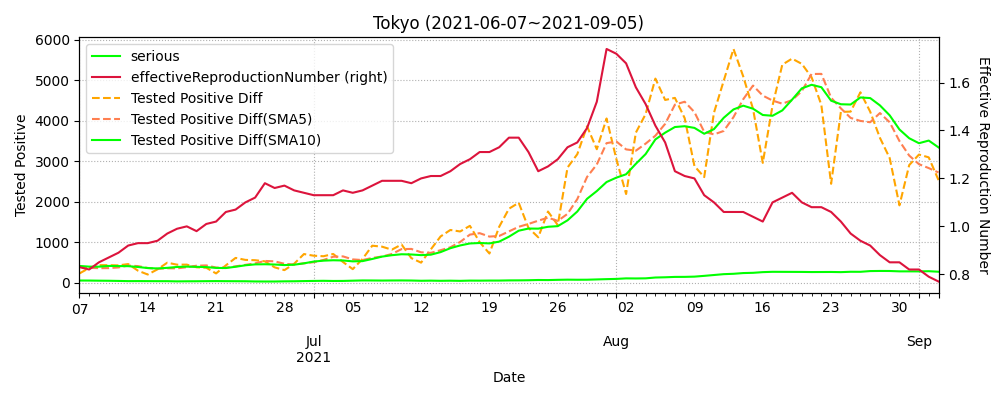 Tokyo (2021-06-07~2021-09-05)
serious
effectiveReproductionNumber (right)
Tested Positive Diff
Tested Positive Diff(SMA5)
Tested Positive Diff(SMA10)
Tested Positive
6000
5000
4000
3000
2000
1000
0
Effective Reproduction Number
1.6
1.4
1.2
1.0
0.8
07 14 21 28 05 12 19 26 02 09 16 23 30
Jul Aug Sep
2021
Date